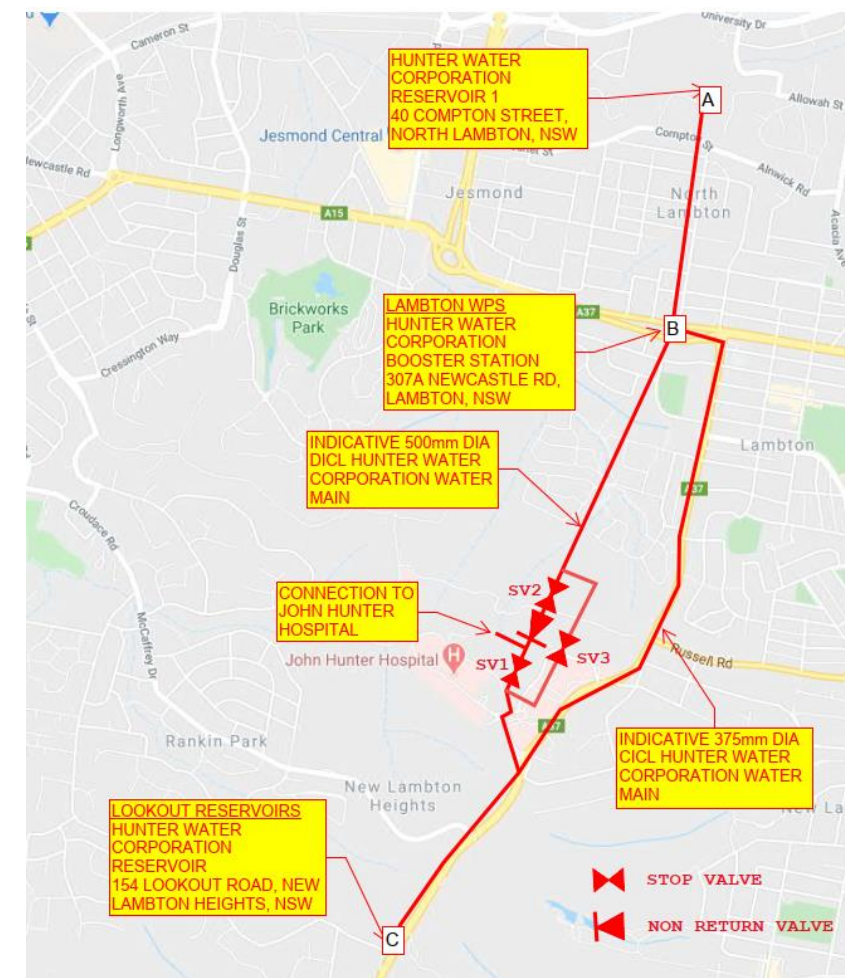 University Dr
Cameron St
HUNTER WATER
CORPORATION
RESERVOIR 1
40 COMPTON STREET,
NORTH LAMBTON, NSW
A
Allowah St
Longworth Ave
Jesmond Central
Compton St
Newcastle Rd
Alnwick Rd
Jesmond
North
Lambton
A15
Douglas St
Acacia Ave
Brickworks
Park
LAMBTON WPS
HUNTER WATER
CORPORATION
BOOSTER STATION
307A NEWCASTLE RD,
LAMBTON, NSW
A37
B
Cressington Way
INDICATIVE 500mm DIA
DICL HUNTER WATER
CORPORATION WATER
MAIN
Lambton
A37
Croudace Rd
CONNECTION TO
JOHN HUNTER
HOSPITAL
SV2
McCaffrey Dr
John Hunter Hospital
H
SV1
SV3
Russell Rd
A37
Rankin Park
INDICATIVE 375mm DIA
CICL HUNTER WATER
CORPORATION WATER
MAIN
New Lambton
Heights
New La
LOOKOUT RESERVOIRS
HUNTER WATER
CORPORATION
RESERVOIR
154 LOOKOUT ROAD, NEW
LAMBTON HEIGHTS, NSW
C
STOP VALVE
NON RETURN VALVE